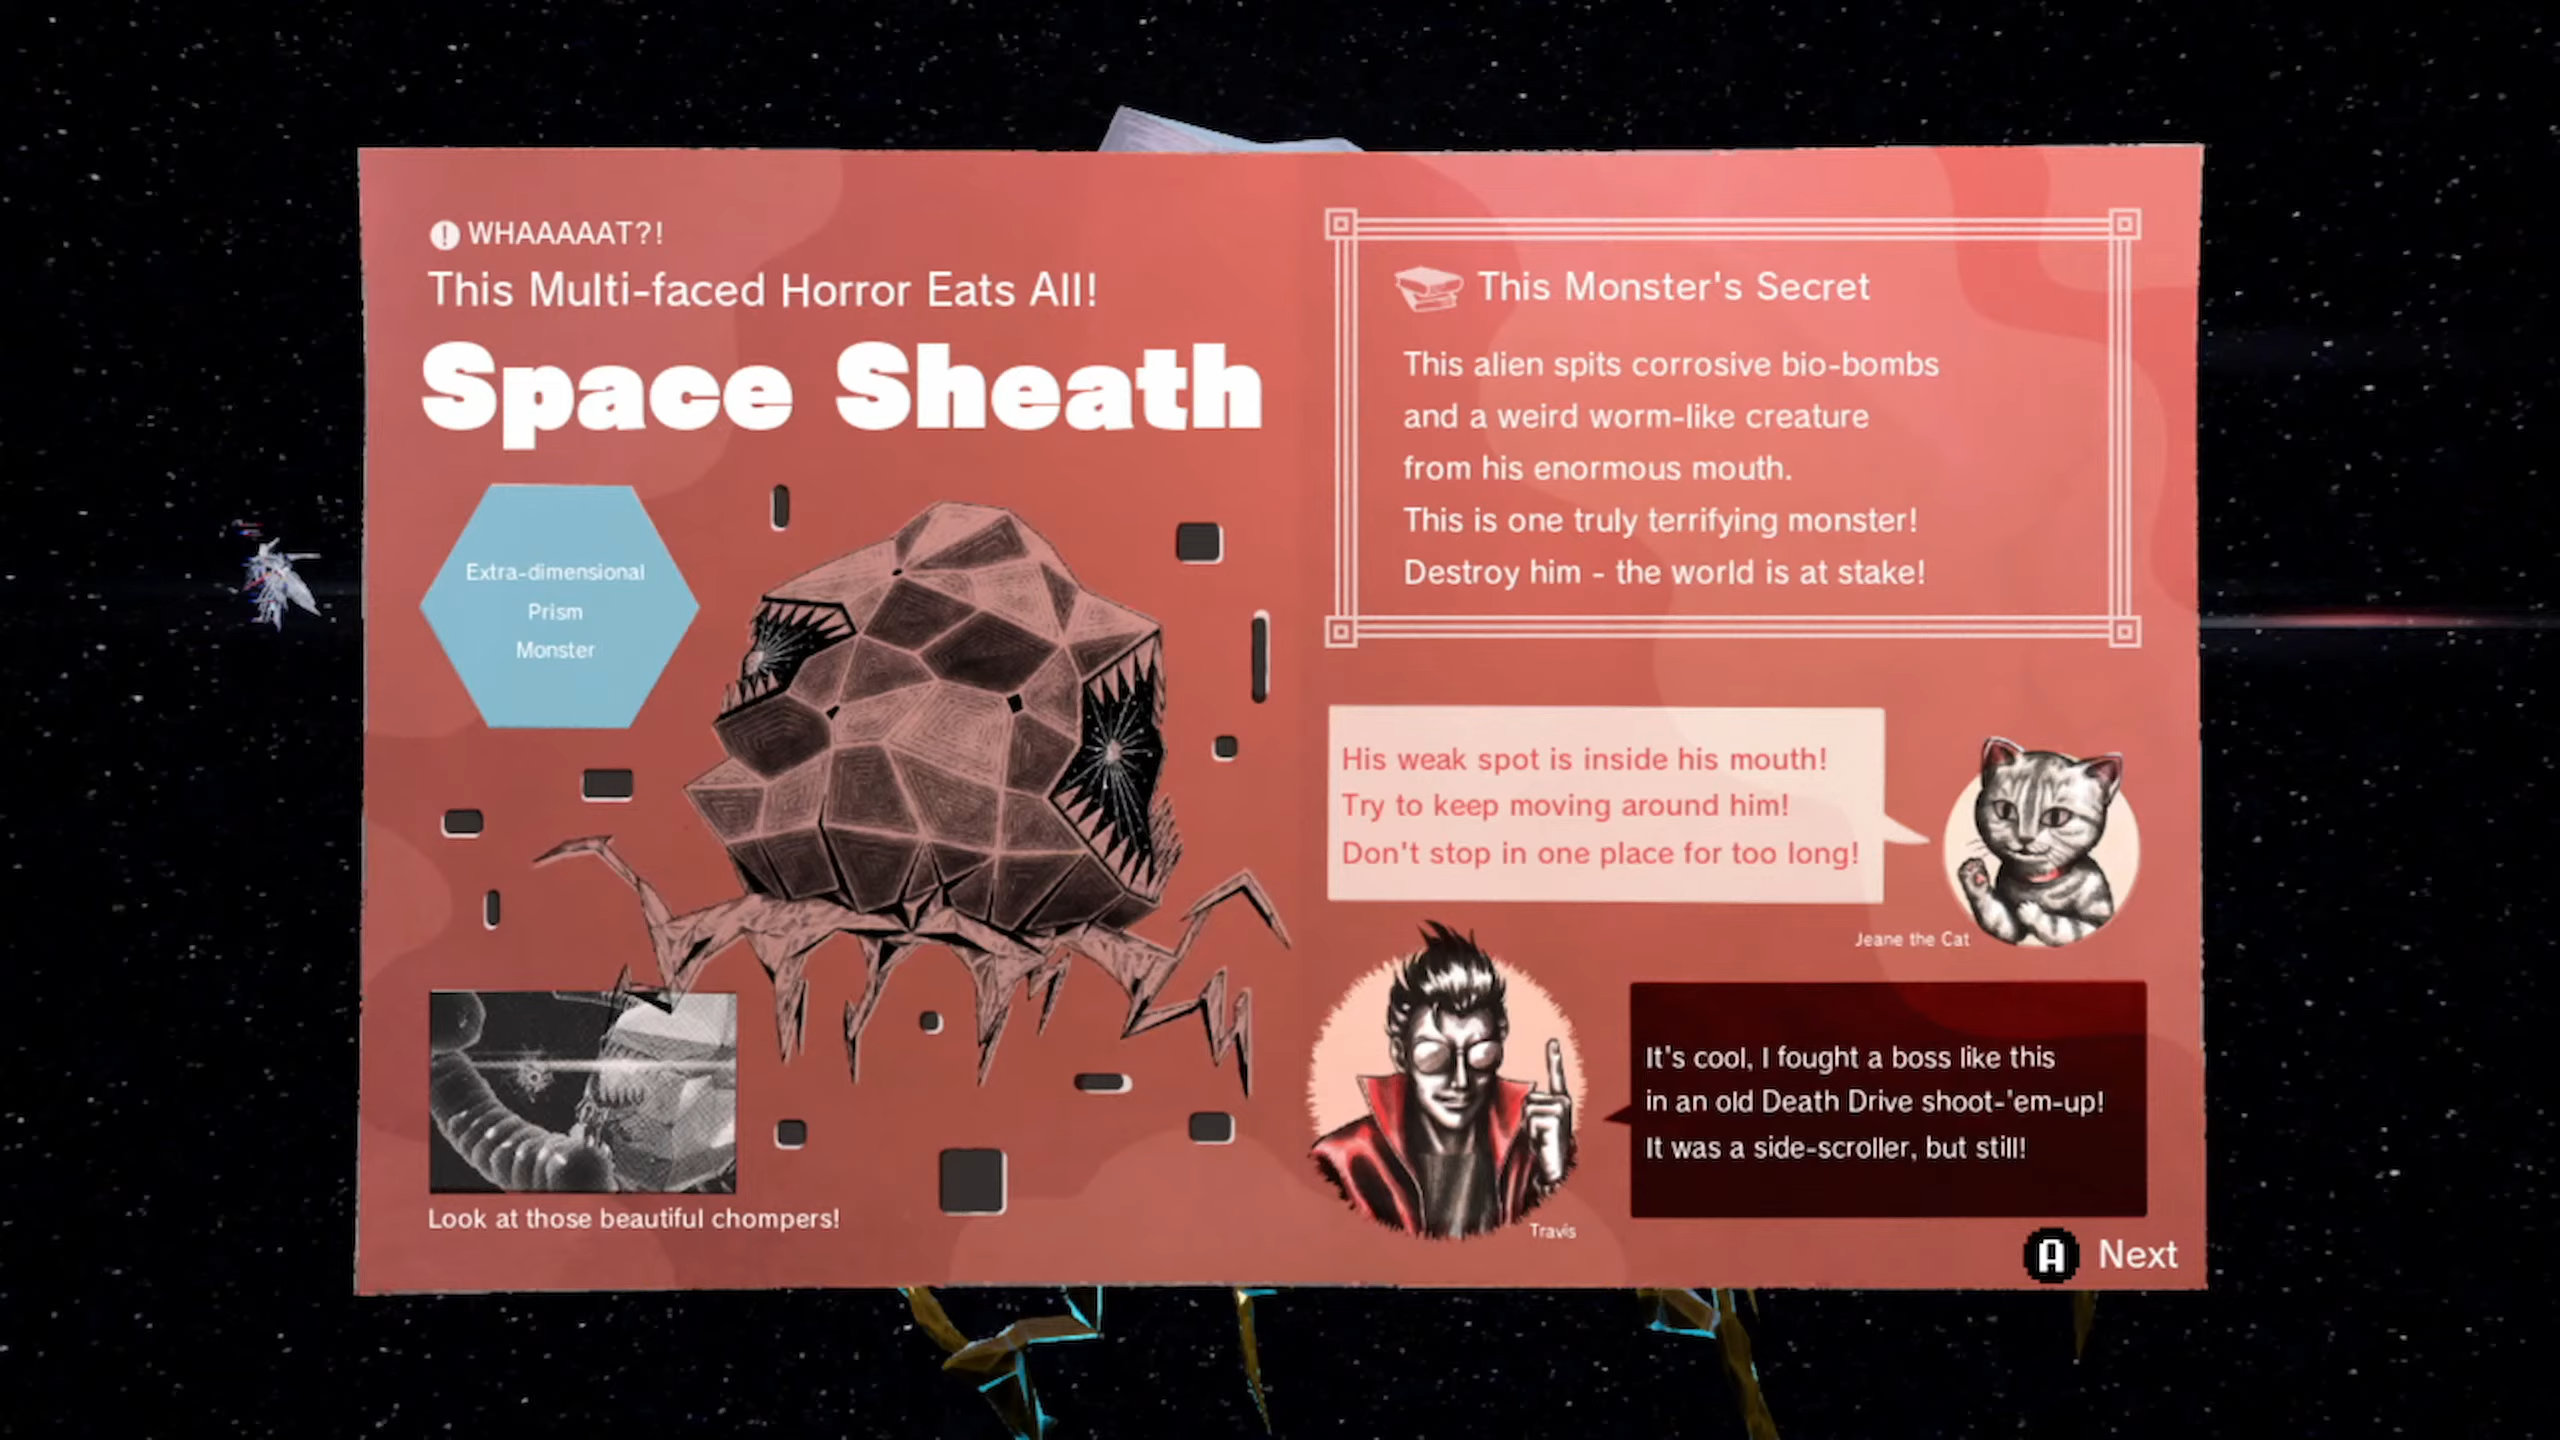 WHAAAAAT?!
This Multi-faced Horror Eats All!
Space Sheath
Extra-dimensional
Prism
Monster
Look at those beautiful chompers!
This Monster's Secret
This alien spits corrosive bio-bombs
and a weird worm-like creature
from his enormous mouth.
This is one truly terrifying monster!
Destroy him - the world is at stake!
His weak spot is inside his mouth!
Try to keep moving around him!
Don't stop in one place for too long!
Jeane the Cat
It's cool, I fought a boss like this
in an old Death Drive shoot-'em-up!
It was a side-scroller, but still!
Travis
A Next